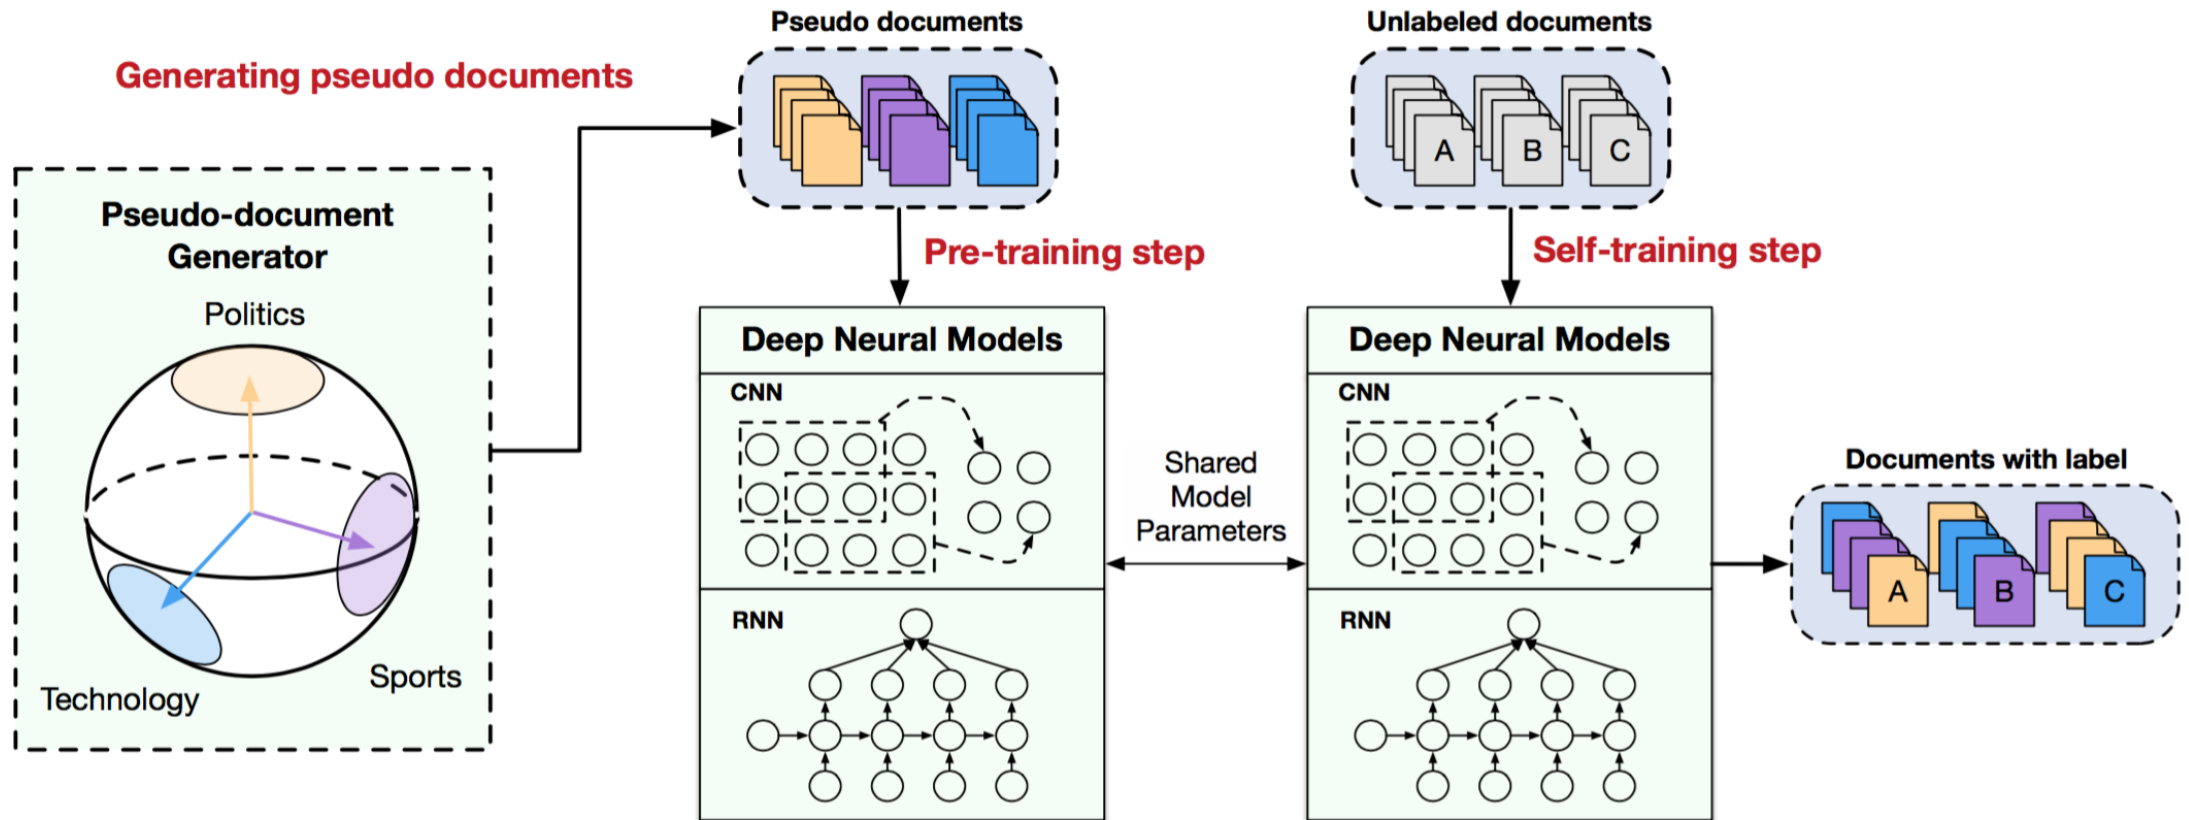 Generating pseudo documents
Pseudo-document
Generator
Politics
Technology
Sports
Pseudo documents
Pre-training step
Deep Neural Models
CNN
RNN
Shared
Model
Parameters
Unlabeled documents
A
B
C
Self-training step
Deep Neural Models
CNN
RNN
Documents with label
A
B
C